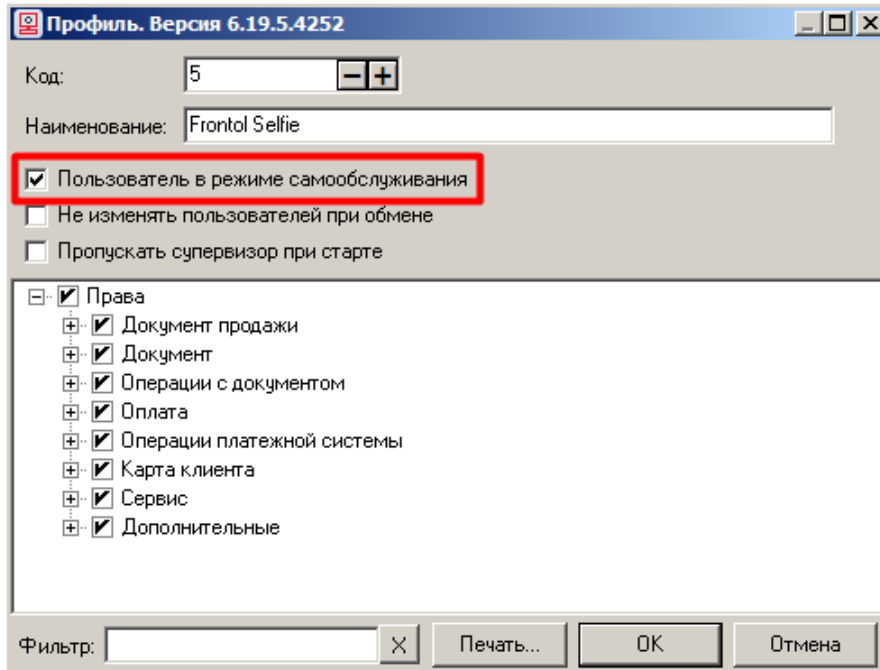 Профиль. Версия 6.19.5.4252
Код: 5
Наименование: Frontol Selfie
Пользователь в режиме самообслуживания
Не изменять пользователей при обмене
Пропускать супервизор при старте
Права
Документ продажи
Документ
Операции с документом
Оплата
Операции платежной системы
Карта клиента
Сервис
Дополнительные
Фильтр: X Печать... OK Отмена